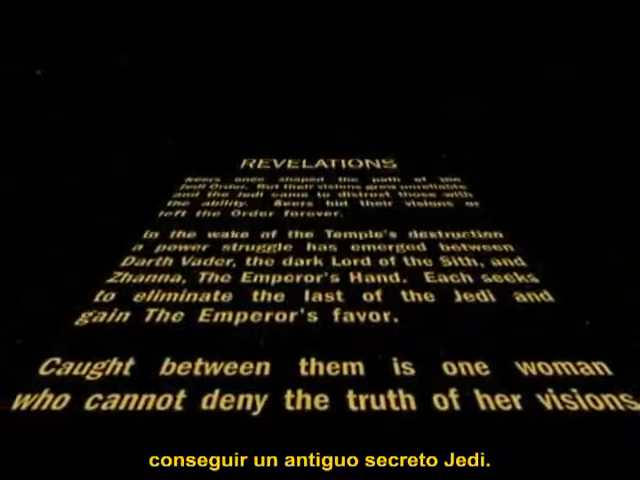 REVELATIONS
Seers once shaped the path of the
Jedi Order. But their visions grew unreliable
and the Jedi came to distrust those with
the ability. Seers hid their visions or
left the Order forever.
In the wake of the Temple's destruction
a power struggle has emerged between
Darth Vader, the dark Lord of the Sith, and
Zhanna, The Emperor's Hand. Each seeks
to eliminate the last of the Jedi and
gain The Emperor's favor.
Caught between them is one woman
who cannot deny the truth of her visions
conseguir un antiguo secreto Jedi.